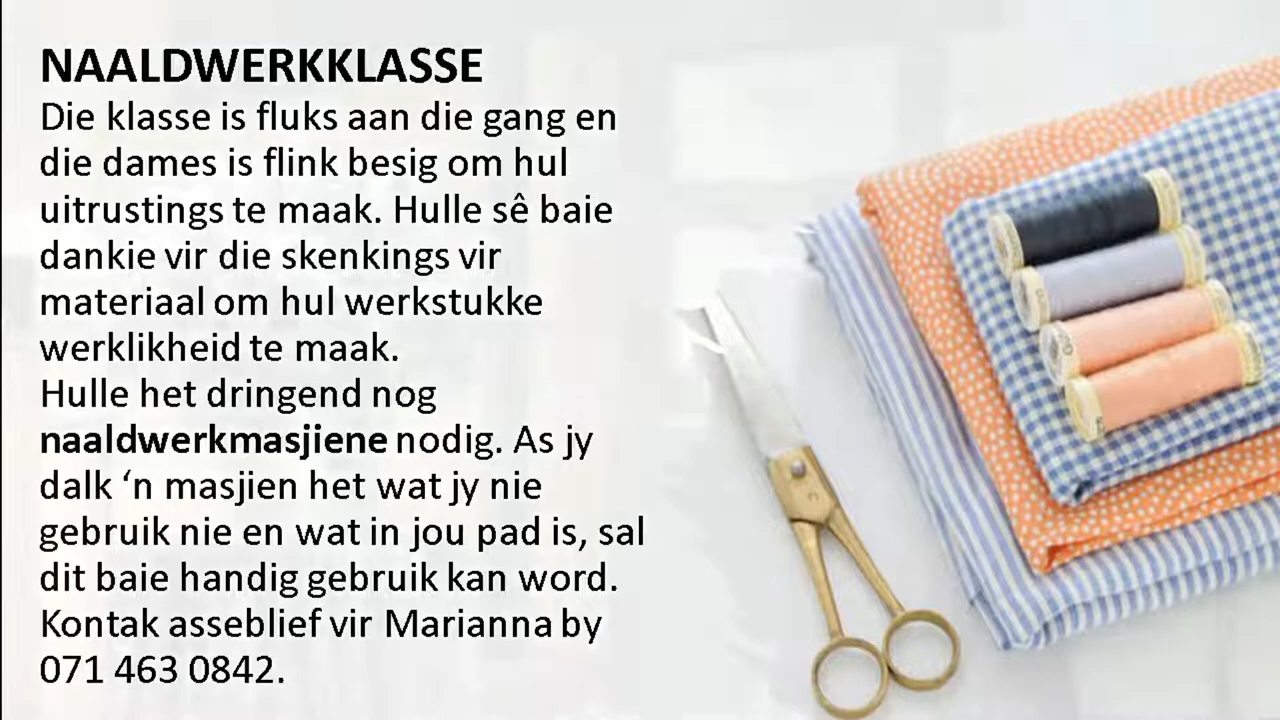 NAALDWERKKLASSE
Die klasse is fluks aan die gang en
die dames is flink besig om hul
uitrustings te maak. Hulle sê baie
dankie vir die skenkings vir
materiaal om hul werkstukke
werklikheid te maak.
Hulle het dringend nog
naaldwerkmasjiene nodig. As jy
dalk ‘n masjien het wat jy nie
gebruik nie en wat in jou pad is, sal
dit baie handig gebruik kan word.
Kontak asseblief vir Marianna by
071 463 0842.